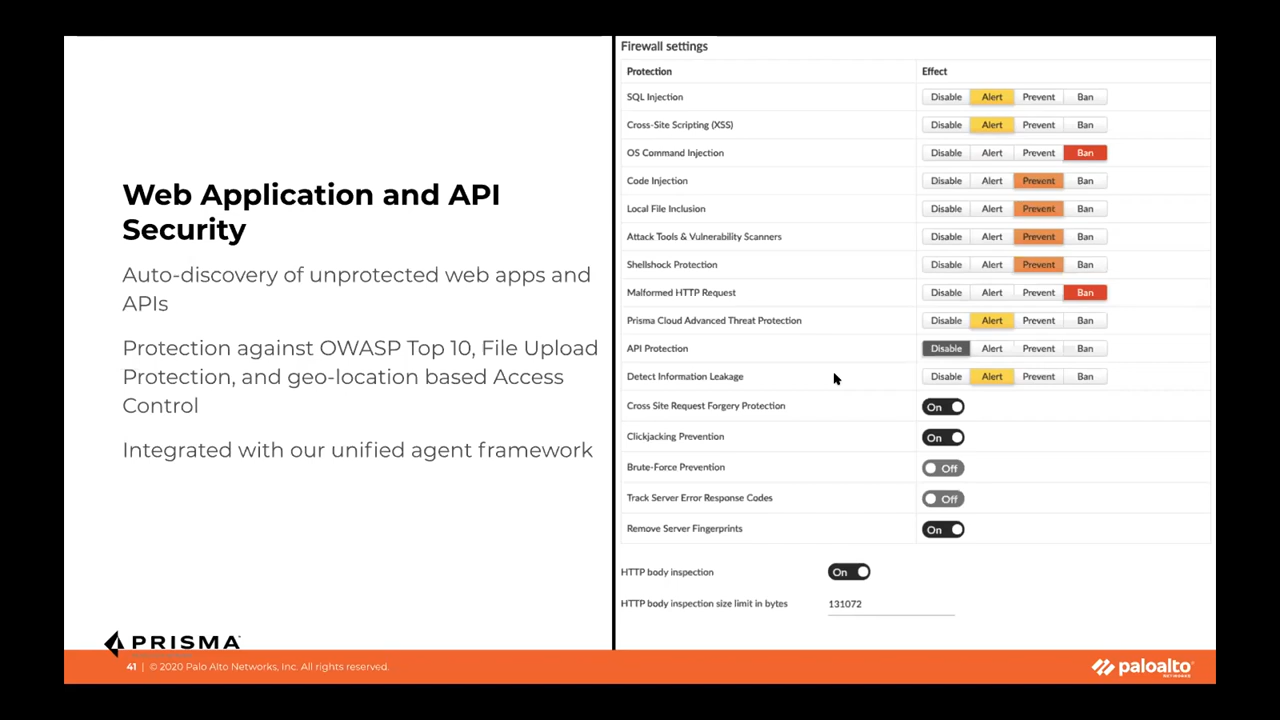 Web Application and API
Security
Auto-discovery of unprotected web apps and
APIs
Protection against OWASP Top 10, File Upload
Protection, and geo-location based Access
Control
Integrated with our unified agent framework
PRISMA
41 | © 2020 Palo Alto Networks, Inc. All rights reserved.
Firewall settings
Protection Effect
SQL Injection Disable Alert Prevent Ban
Cross-Site Scripting (XSS) Disable Alert Prevent Ban
OS Command Injection Disable Alert Prevent Ban
Code Injection Disable Alert Prevent Ban
Local File Inclusion Disable Alert Prevent Ban
Attack Tools & Vulnerability Scanners Disable Alert Prevent Ban
Shellshock Protection Disable Alert Prevent Ban
Malformed HTTP Request Disable Alert Prevent Ban
Prisma Cloud Advanced Threat Protection Disable Alert Prevent Ban
API Protection Disable Alert Prevent Ban
Detect Information Leakage Disable Alert Prevent Ban
Cross Site Request Forgery Protection On
Clickjacking Prevention On
Brute-Force Prevention Off
Track Server Error Response Codes Off
Remove Server Fingerprints On
HTTP body inspection On
HTTP body inspection size limit in bytes 131072
paloalto
NETWORKS